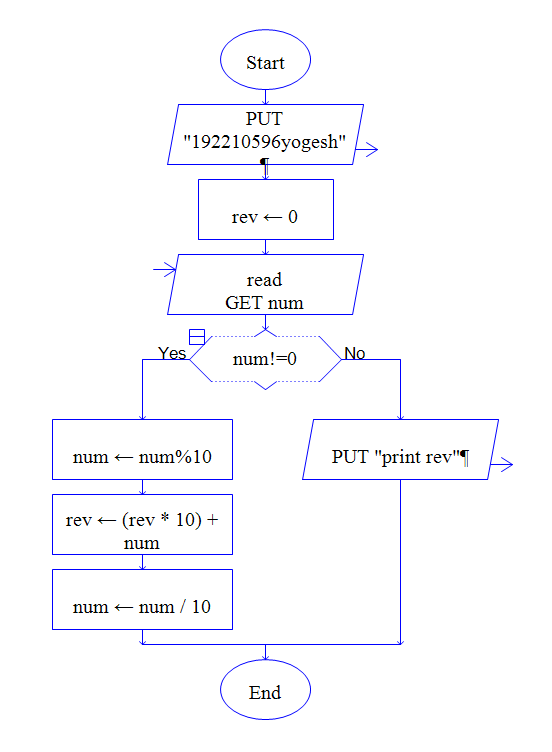 Start
PUT
"192210596yogesh"
¶
rev ← 0
read
GET num
num!=0
Yes
No
num ← num%10
rev ← (rev * 10) +
num
num ← num / 10
PUT "print rev"¶
End